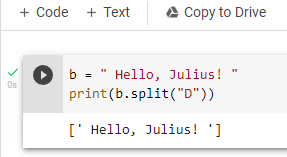 + Code + Text Copy to Drive
0s
b = " Hello, Julius! "
print(b.split("D"))
[' Hello, Julius! ']